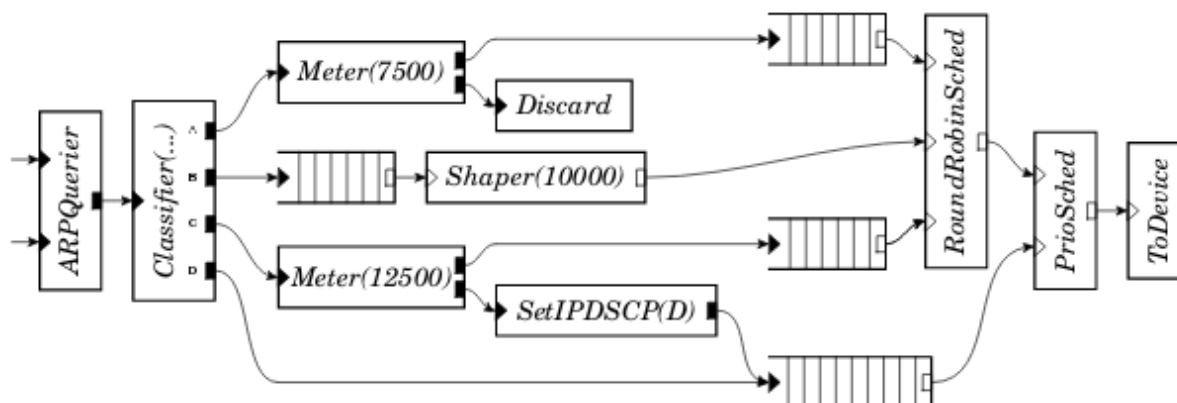 ARPQuerier
Classifier(...)
A
B
C
D
Meter(7500)
Discard
Shaper(10000)
Meter(12500)
SetIPDSCP(D)
RoundRobinSched
PrioSched
ToDevice